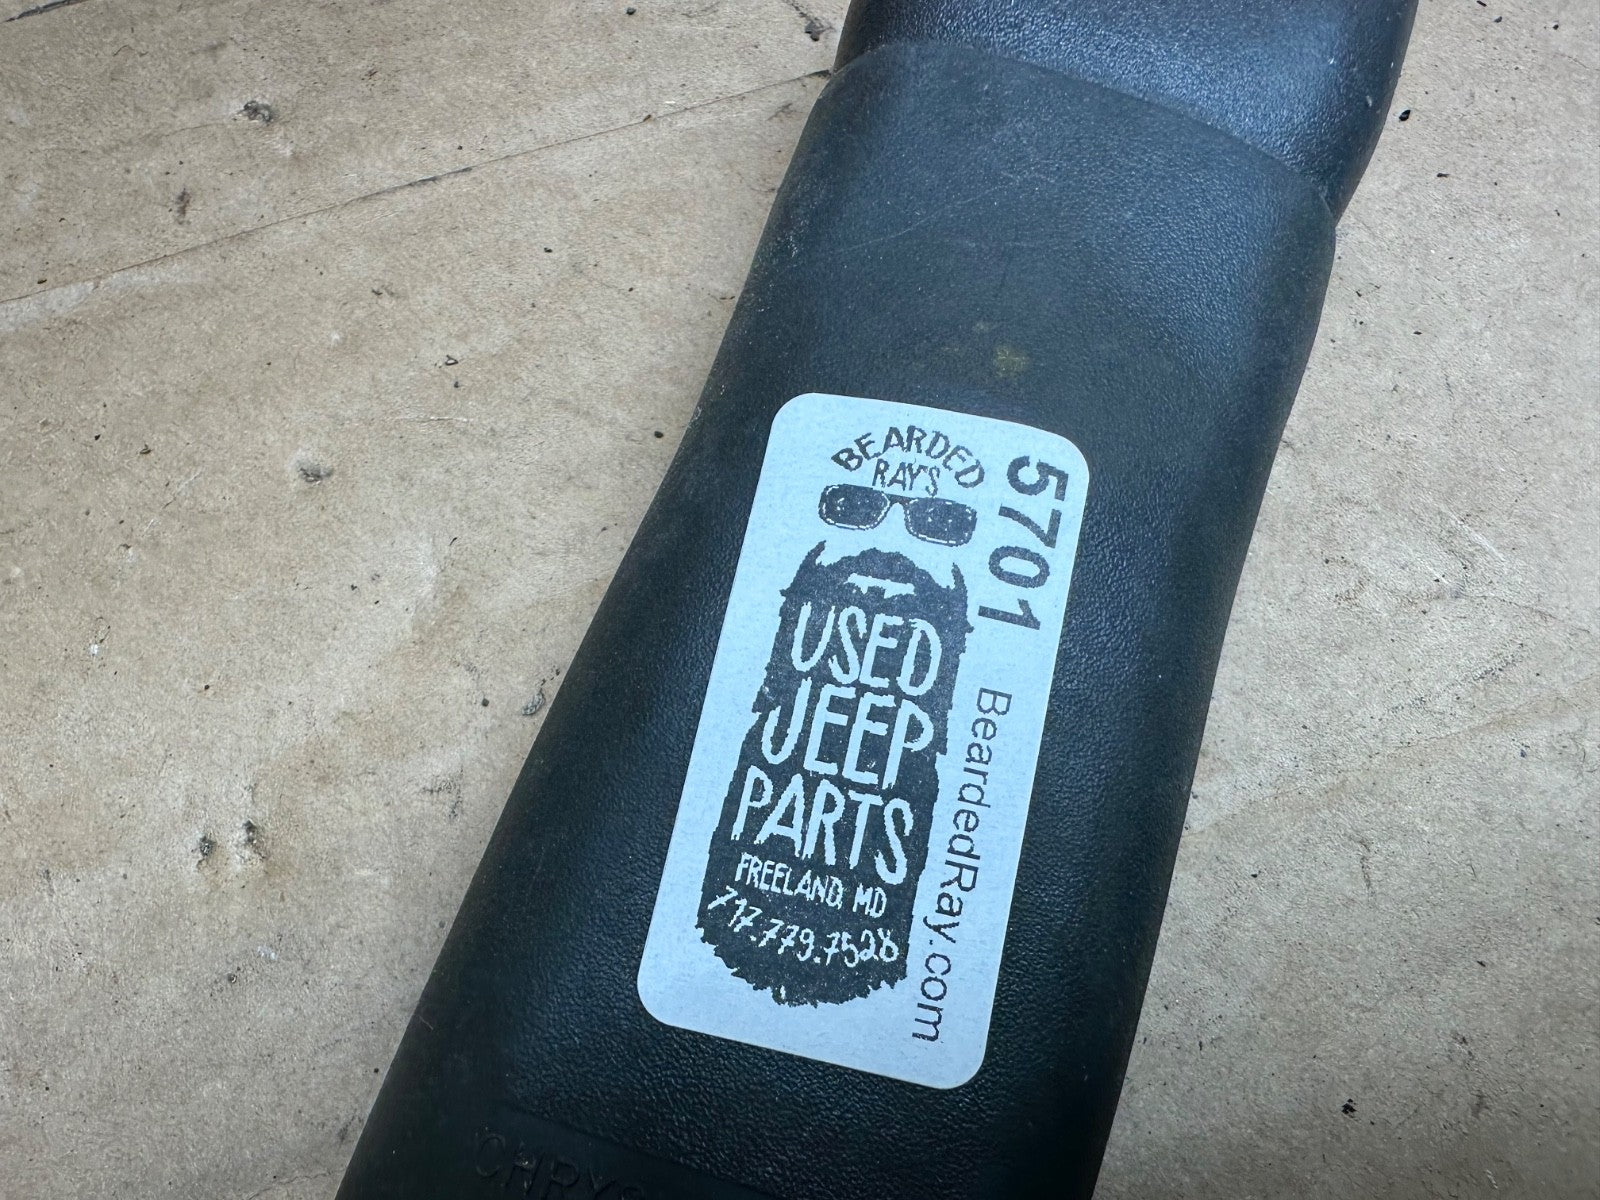 BEARDED
RAY'S
USED
JEEP
PARTS
FREELAND, MD
717.779.7528
5701
BeardedRay.com